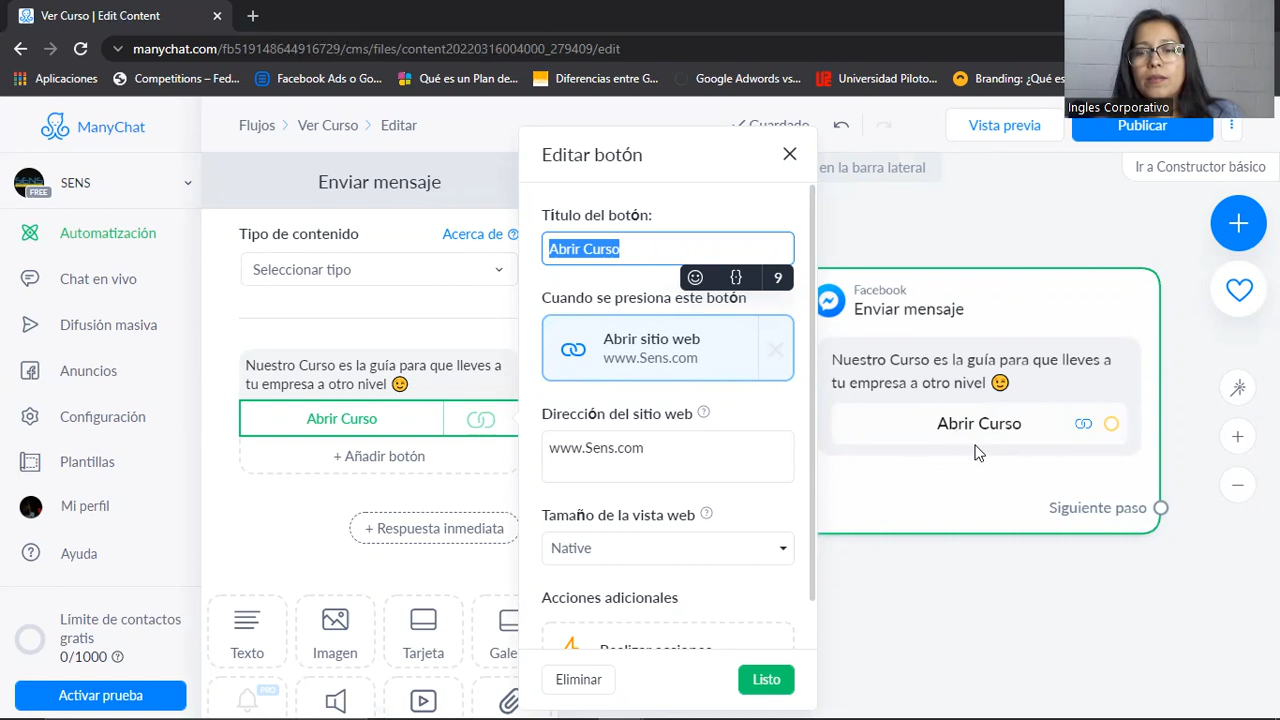 Ver Curso | Edit Content
manychat.com/fb519148644916729/cms/files/content20220316004000_279409/edit
Aplicaciones
Competitions – Fed...
Facebook Ads o Go...
Qué es un Plan de...
Diferencias entre G...
Google Adwords vs...
Universidad Piloto...
Branding: ¿Qué es
Ingles Corporativo
ManyChat
Flujos
Ver Curso
Editar
Guardado
Vista previa
Publicar
SENS
FREE
Automatización
Chat en vivo
Difusión masiva
Anuncios
Configuración
Plantillas
Mi perfil
Ayuda
Límite de contactos
gratis
0/1000
Activar prueba
Enviar mensaje
Tipo de contenido
Acerca de
Seleccionar tipo
Nuestro Curso es la guía para que lleves a
tu empresa a otro nivel 😉
Abrir Curso
+ Añadir botón
+ Respuesta inmediata
Texto
Imagen
Tarjeta
Gale
PRO
Editar botón
Título del botón:
Abrir Curso
9
Cuando se presiona este botón
Abrir sitio web
www.Sens.com
Dirección del sitio web
www.Sens.com
Tamaño de la vista web
Native
Acciones adicionales
Realizar acciones
Eliminar
Listo
en la barra lateral
Ir a Constructor básico
Facebook
Enviar mensaje
Nuestro Curso es la guía para que lleves a
tu empresa a otro nivel 😉
Abrir Curso
Siguiente paso